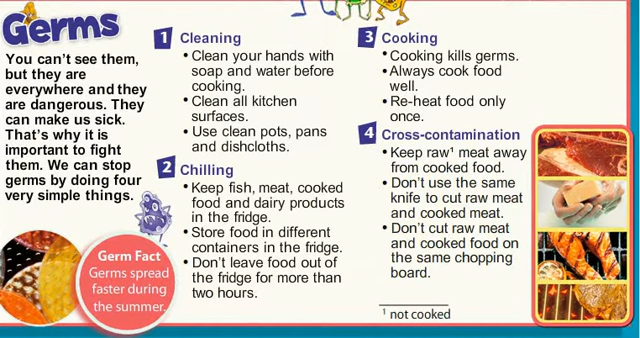 Germs
You can't see them,
but they are
everywhere and they
are dangerous. They
can make us sick.
That's why it is
important to fight
them. We can stop
germs by doing four
very simple things.
Germ Fact
Germs spread
faster during
the summer.
1 Cleaning
• Clean your hands with
soap and water before
cooking.
• Clean all kitchen
surfaces.
• Use clean pots, pans
and dishcloths.
2 Chilling
• Keep fish, meat, cooked
food and dairy products
in the fridge.
• Store food in different
containers in the fridge.
• Don't leave food out of
the fridge for more than
two hours.
3 Cooking
• Cooking kills germs.
• Always cook food
well.
• Re-heat food only
once.
4 Cross-contamination
• Keep raw¹ meat away
from cooked food.
• Don't use the same
knife to cut raw meat
and cooked meat.
• Don't cut raw meat
and cooked food on
the same chopping
board.
¹ not cooked